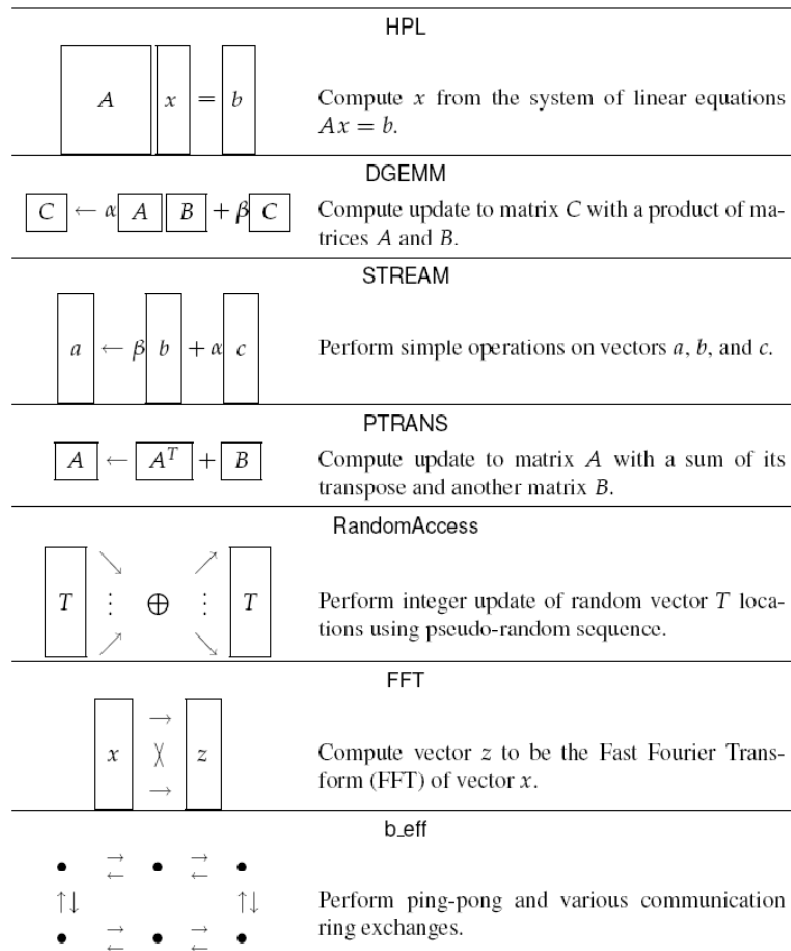 HPL
A x = b
Compute x from the system of linear equations
Ax = b.
DGEMM
C ← α A B + β C
Compute update to matrix C with a product of ma-
trices A and B.
STREAM
a ← β b + α c
Perform simple operations on vectors a, b, and c.
PTRANS
A ← A^T + B
Compute update to matrix A with a sum of its
transpose and another matrix B.
RandomAccess
T ⋮ ⊕ ⋮ T
Perform integer update of random vector T loca-
tions using pseudo-random sequence.
FFT
x z
Compute vector z to be the Fast Fourier Trans-
form (FFT) of vector x.
b_eff
Perform ping-pong and various communication
ring exchanges.